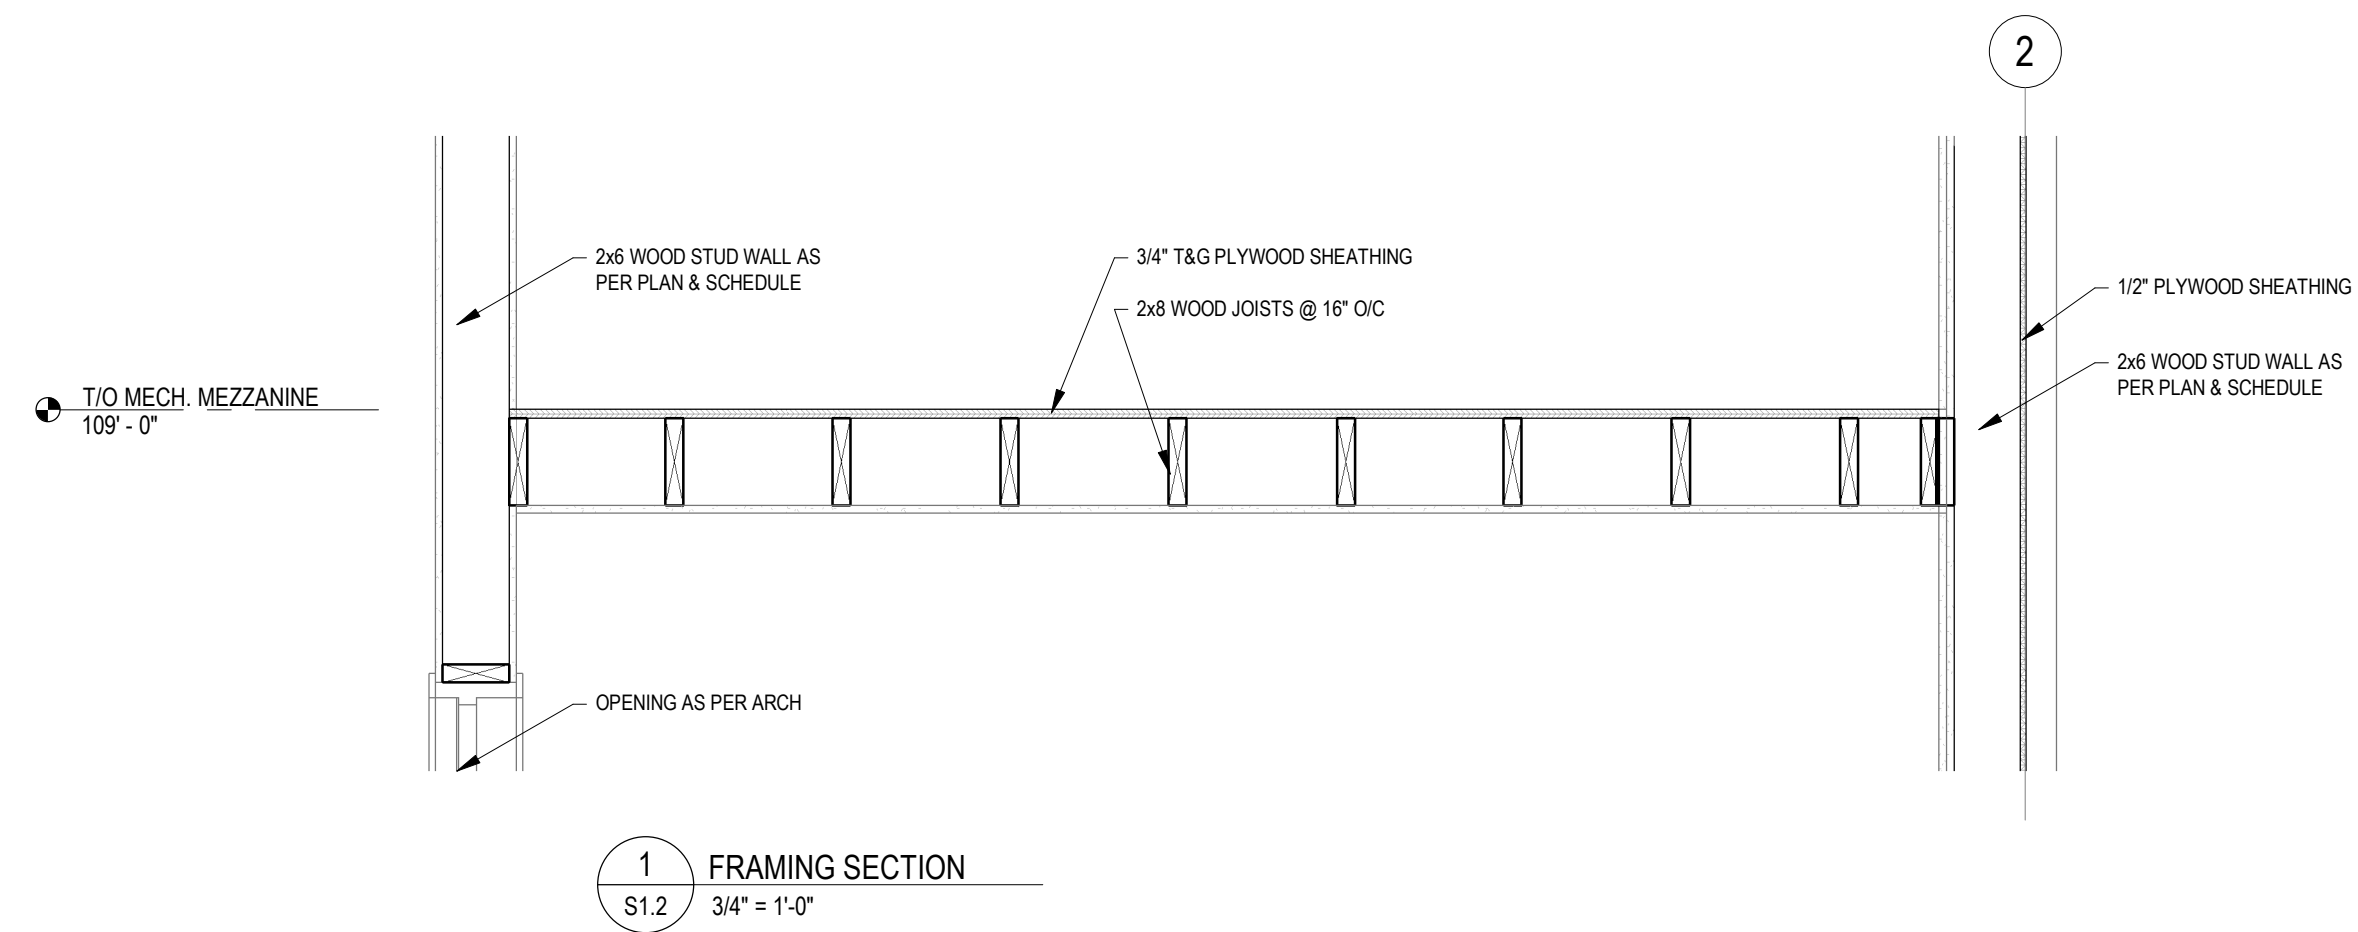 2
2x6 WOOD STUD WALL AS
PER PLAN & SCHEDULE
3/4" T&G PLYWOOD SHEATHING
2x8 WOOD JOISTS @ 16" O/C
1/2" PLYWOOD SHEATHING
2x6 WOOD STUD WALL AS
PER PLAN & SCHEDULE
T/O MECH. MEZZANINE
109' - 0"
OPENING AS PER ARCH
1
FRAMING SECTION
S1.2
3/4" = 1'-0"